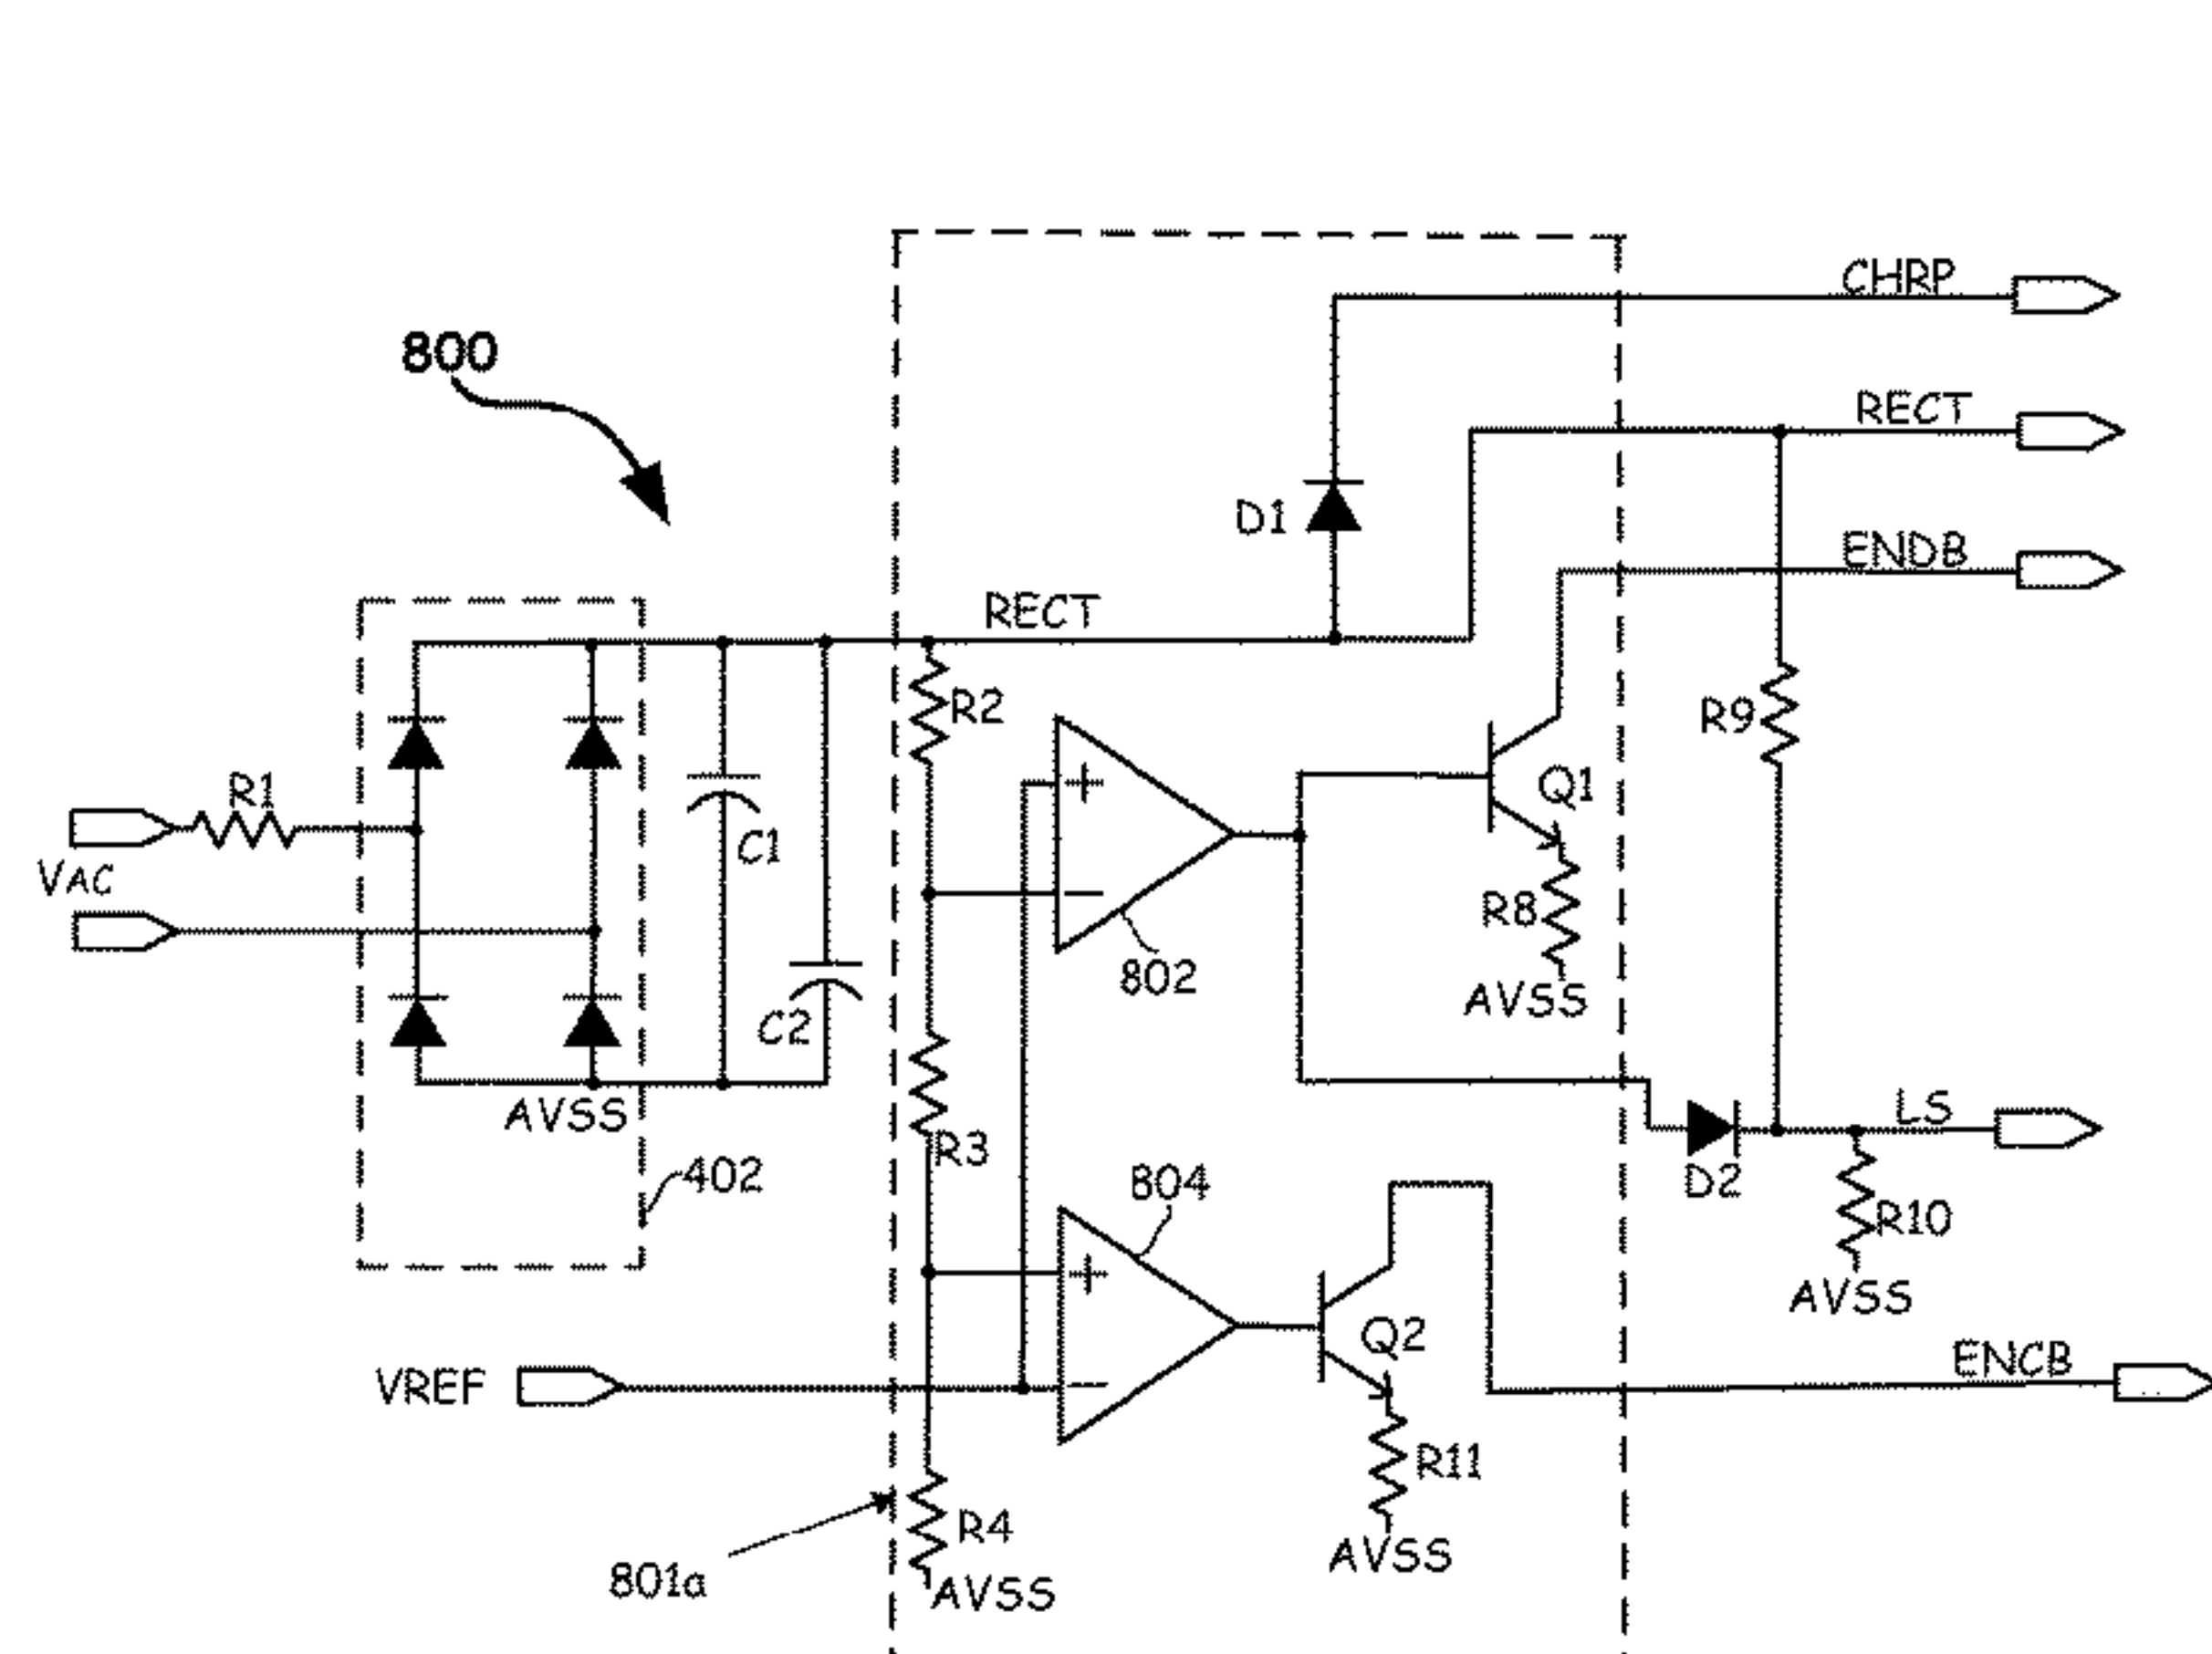 CHRP
800
RECT
D1
ENDB
RECT
R2
R9
R1
Q1
+
C1
VAC
−
R8
802
AVSS
C2
LS
AVSS
R3
402
804
D2
R10
+
AVSS
Q2
ENCB
VREF
−
R11
R4
801a
AVSS
AVSS